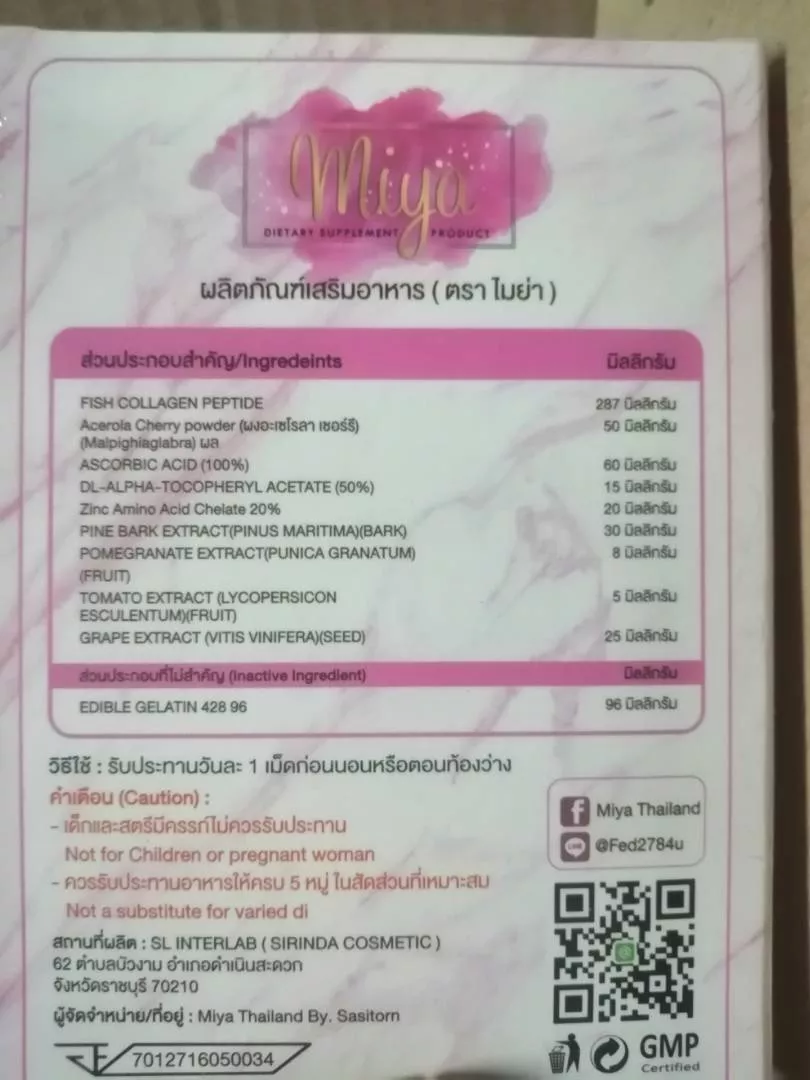 Miya
DIETARY SUPPLEMENT PRODUCT
ผลิตภัณฑ์เสริมอาหาร ( ตรา ไมย่า )
ส่วนประกอบสำคัญ/Ingredeints มิลลิกรัม
FISH COLLAGEN PEPTIDE 287 มิลลิกรัม
Acerola Cherry powder (ผงอะเซโรลา เชอร์รี) 50 มิลลิกรัม
(Malpighiaglabra) ผล
ASCORBIC ACID (100%) 60 มิลลิกรัม
DL-ALPHA-TOCOPHERYL ACETATE (50%) 15 มิลลิกรัม
Zinc Amino Acid Chelate 20% 20 มิลลิกรัม
PINE BARK EXTRACT(PINUS MARITIMA)(BARK) 30 มิลลิกรัม
POMEGRANATE EXTRACT(PUNICA GRANATUM) 8 มิลลิกรัม
(FRUIT)
TOMATO EXTRACT (LYCOPERSICON 5 มิลลิกรัม
ESCULENTUM)(FRUIT)
GRAPE EXTRACT (VITIS VINIFERA)(SEED) 25 มิลลิกรัม
ส่วนประกอบที่ไม่สำคัญ (Inactive Ingredient) มิลลิกรัม
EDIBLE GELATIN 428 96 96 มิลลิกรัม
วิธีใช้ : รับประทานวันละ 1 เม็ดก่อนนอนหรือตอนท้องว่าง
คำเตือน (Caution) :
- เด็กและสตรีมีครรภ์ไม่ควรรับประทาน
Not for Children or pregnant woman
- ควรรับประทานอาหารให้ครบ 5 หมู่ ในสัดส่วนที่เหมาะสม
Not a substitute for varied di
Miya Thailand
@Fed2784u
สถานที่ผลิต : SL INTERLAB ( SIRINDA COSMETIC )
62 ตำบลบัวงาม อำเภอดำเนินสะดวก
จังหวัดราชบุรี 70210
ผู้จัดจำหน่าย/ที่อยู่ : Miya Thailand By. Sasitorn
7012716050034
GMP
Certified